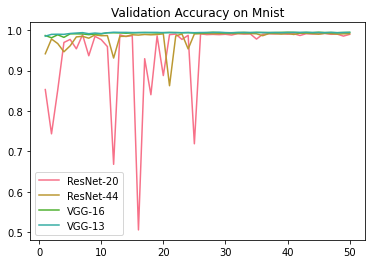 Validation Accuracy on Mnist
1.0
0.9
0.8
0.7
0.6
0.5
ResNet-20
ResNet-44
VGG-16
VGG-13
0 10 20 30 40 50